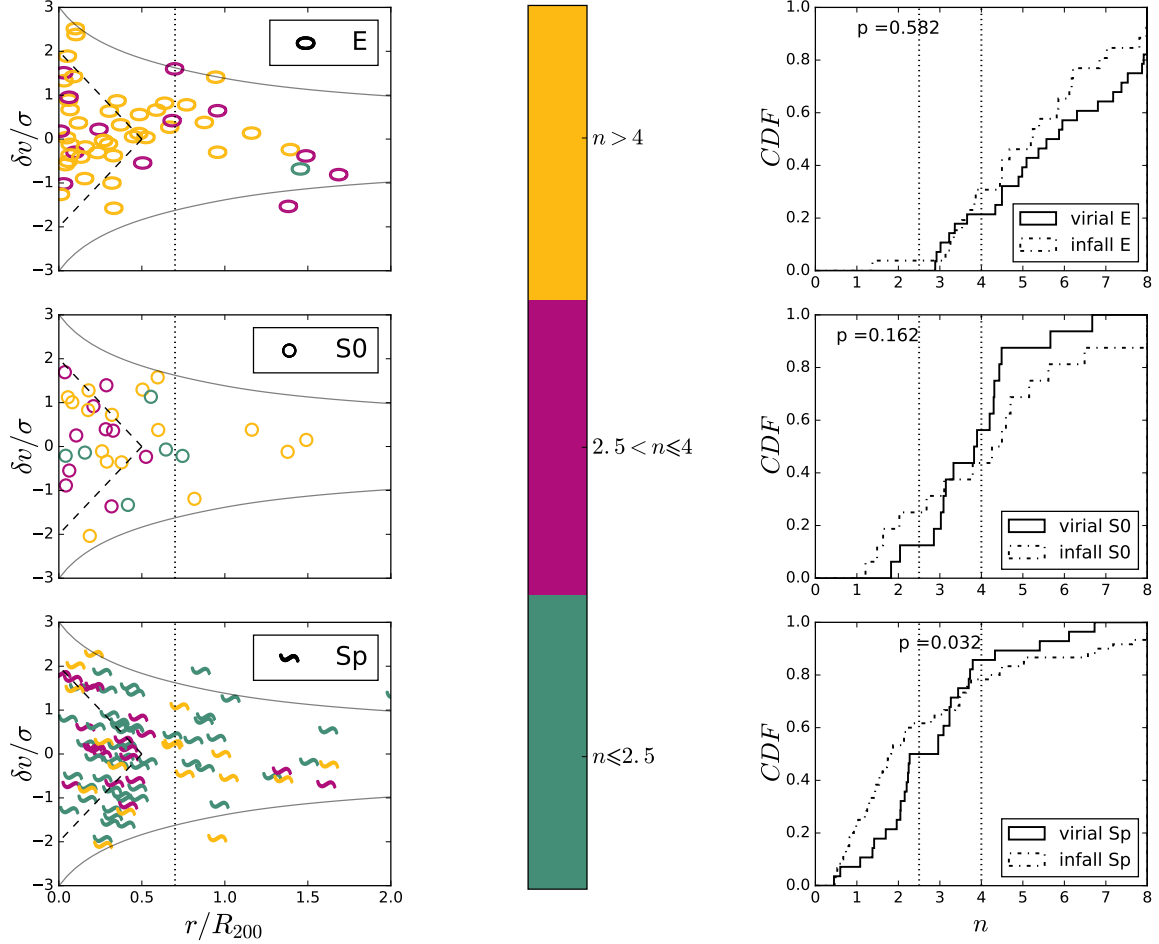 3
2
1
0
−1
−2
−3
δv/σ
E
3
2
1
0
−1
−2
−3
δv/σ
S0
3
2
1
0
−1
−2
−3
δv/σ
Sp
0.0 0.5 1.0 1.5 2.0
r/R200
n > 4
2.5 < n⩽4
n⩽2.5
1.0
0.8
0.6
0.4
0.2
0.0
CDF
p =0.582
virial E
infall E
0 1 2 3 4 5 6 7 8
1.0
0.8
0.6
0.4
0.2
0.0
CDF
p =0.162
virial S0
infall S0
0 1 2 3 4 5 6 7 8
1.0
0.8
0.6
0.4
0.2
0.0
CDF
p =0.032
virial Sp
infall Sp
0 1 2 3 4 5 6 7 8
n